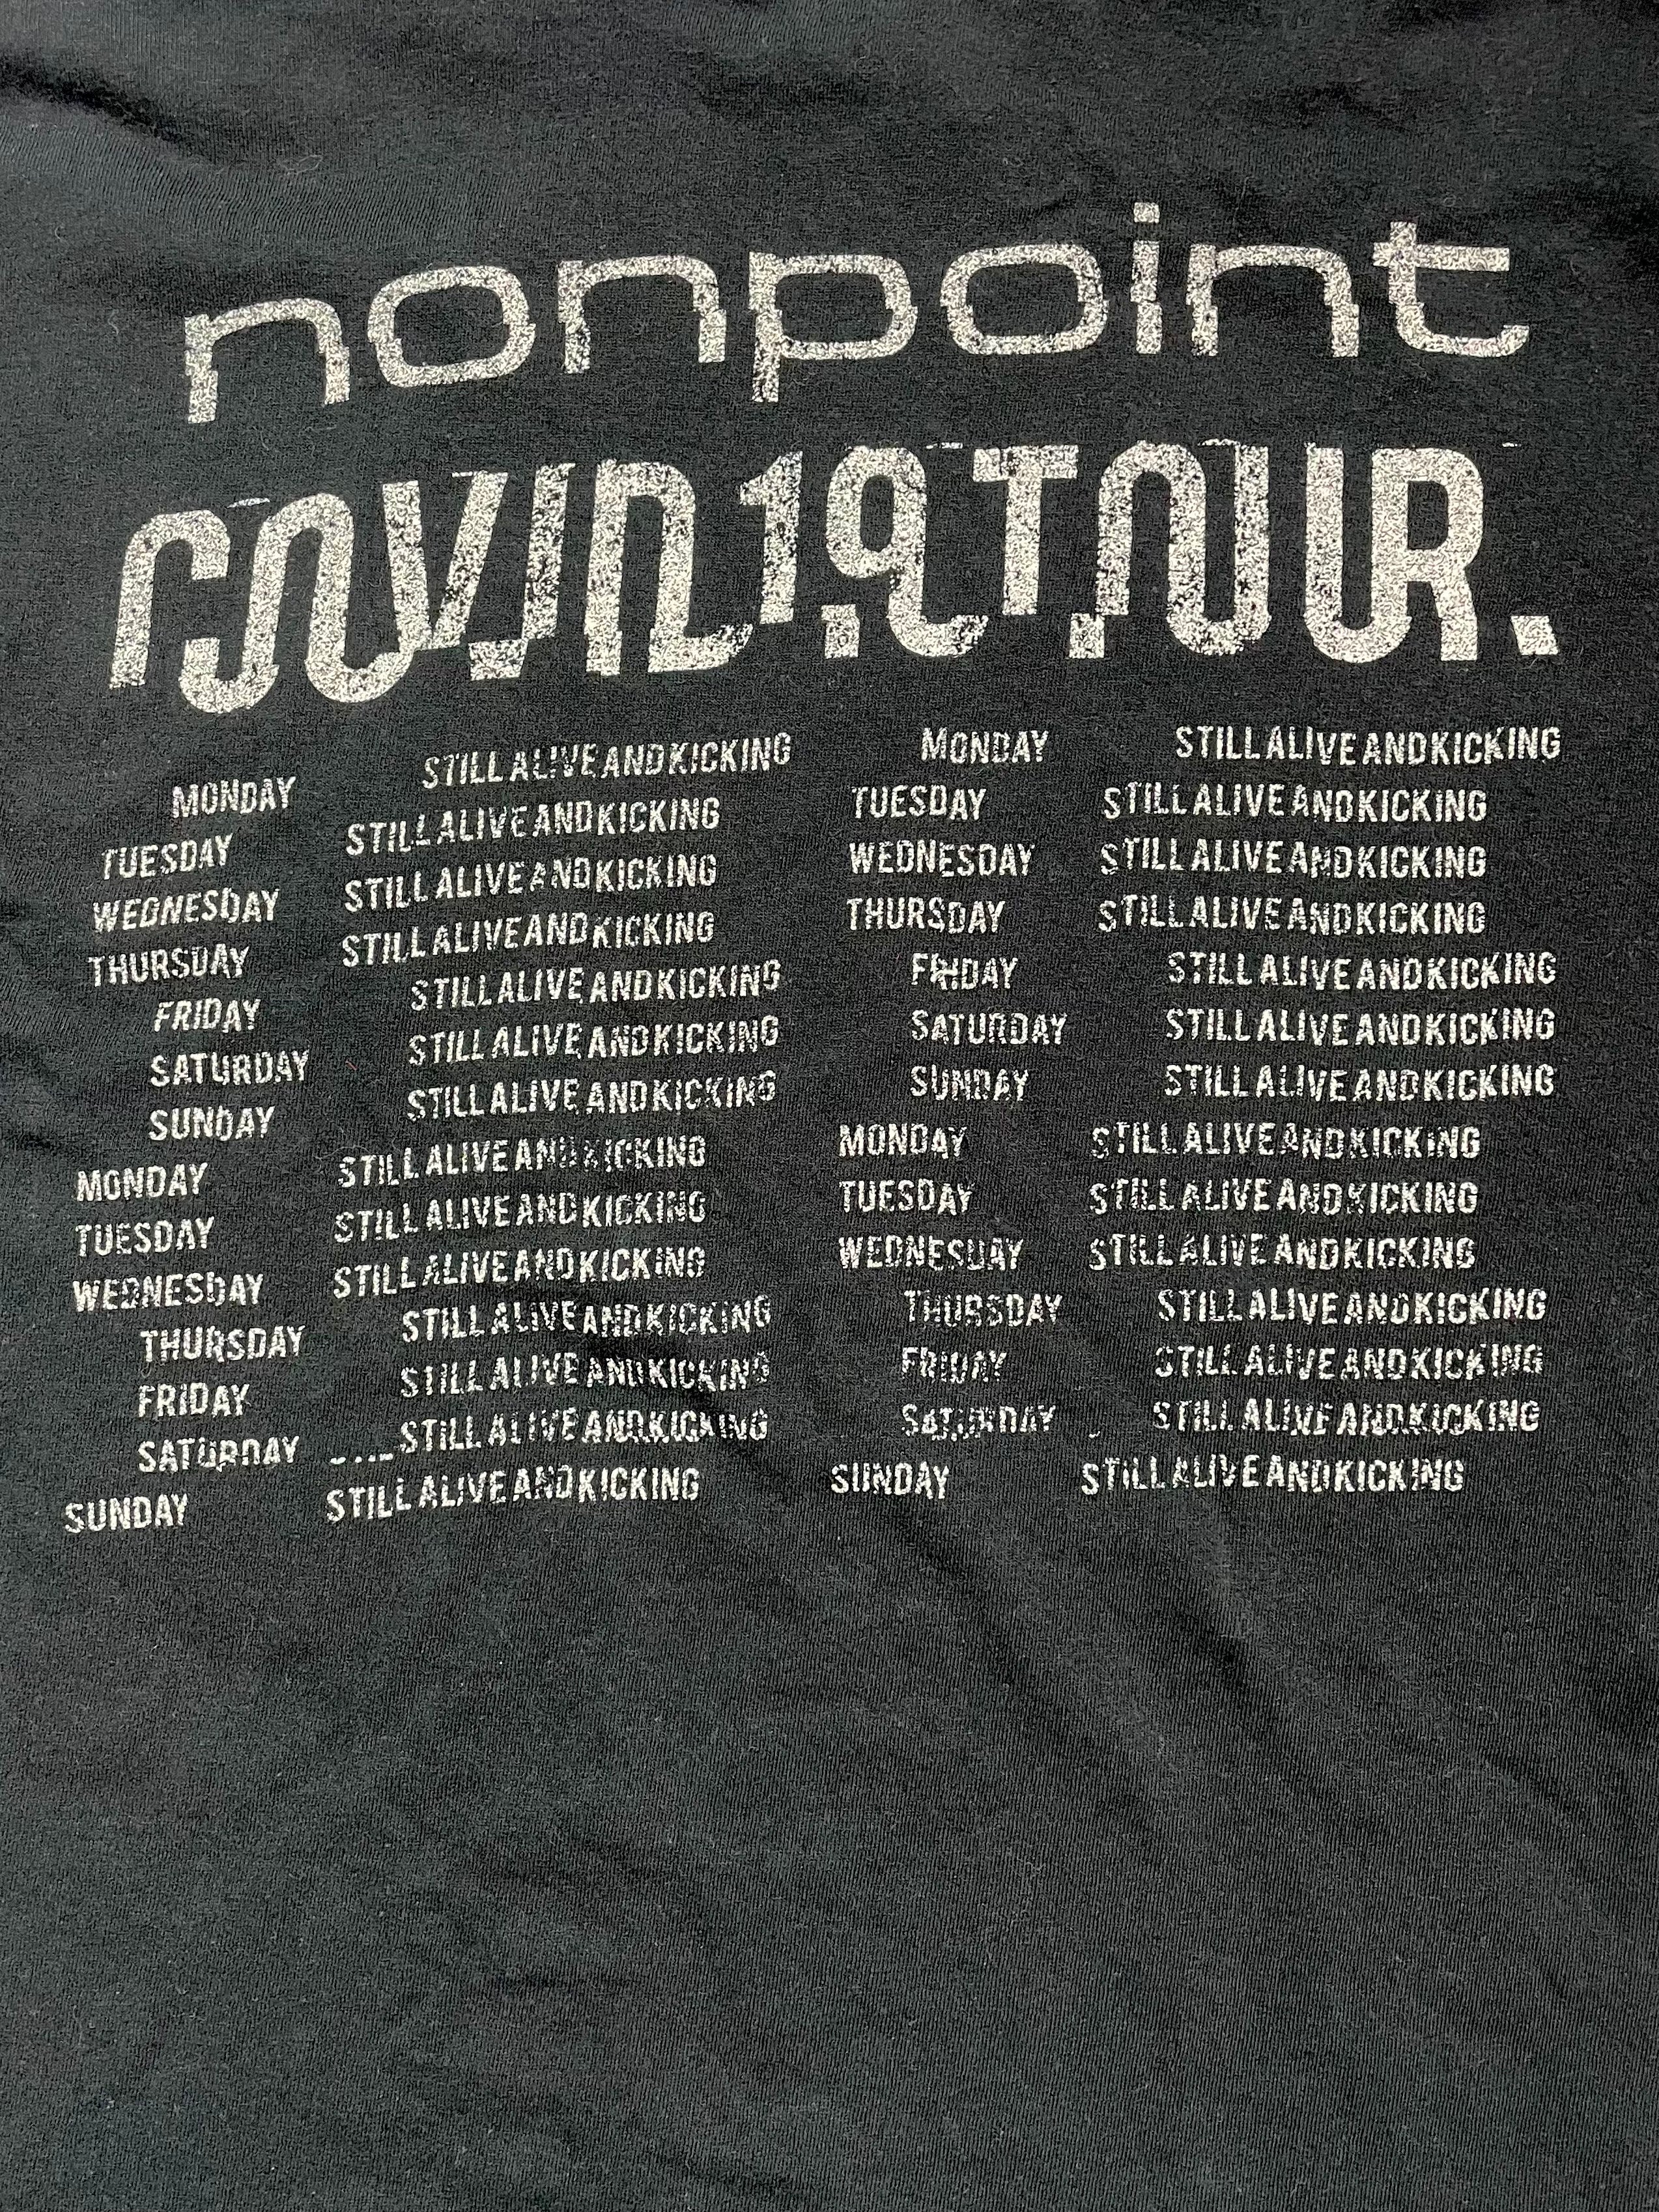 nonpoint
COVID 19 TOUR.
MONDAY STILL ALIVE AND KICKING
TUESDAY STILL ALIVE AND KICKING
WEDNESDAY STILL ALIVE AND KICKING
THURSDAY STILL ALIVE AND KICKING
FRIDAY STILL ALIVE AND KICKING
SATURDAY STILL ALIVE AND KICKING
SUNDAY STILL ALIVE AND KICKING
MONDAY STILL ALIVE AND KICKING
TUESDAY STILL ALIVE AND KICKING
WEDNESDAY STILL ALIVE AND KICKING
THURSDAY STILL ALIVE AND KICKING
FRIDAY STILL ALIVE AND KICKING
SATURDAY STILL ALIVE AND KICKING
SUNDAY STILL ALIVE AND KICKING
MONDAY STILL ALIVE AND KICKING
TUESDAY STILL ALIVE AND KICKING
WEDNESDAY STILL ALIVE AND KICKING
THURSDAY STILL ALIVE AND KICKING
FRIDAY STILL ALIVE AND KICKING
SATURDAY STILL ALIVE AND KICKING
SUNDAY STILL ALIVE AND KICKING
MONDAY STILL ALIVE AND KICKING
TUESDAY STILL ALIVE AND KICKING
WEDNESDAY STILL ALIVE AND KICKING
THURSDAY STILL ALIVE AND KICKING
FRIDAY STILL ALIVE AND KICKING
SATURDAY STILL ALIVE AND KICKING
SUNDAY STILL ALIVE AND KICKING